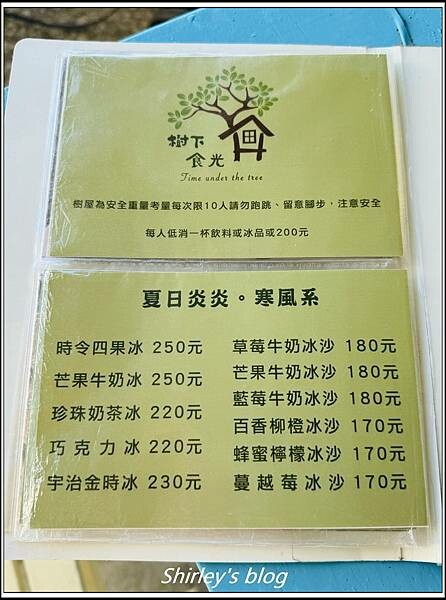 樹下
食光
Time under the tree
樹屋為安全重量考量每次限10人請勿跑跳、留意腳步，注意安全
每人低消一杯飲料或冰品或200元
夏日炎炎。寒風系
時令四果冰 250元
芒果牛奶冰 250元
珍珠奶茶冰 220元
巧克力冰 220元
宇治金時冰 230元
草莓牛奶冰沙 180元
芒果牛奶冰沙 180元
藍莓牛奶冰沙 180元
百香柳橙冰沙 170元
蜂蜜檸檬冰沙 170元
蔓越莓冰沙 170元
Shirley's blog